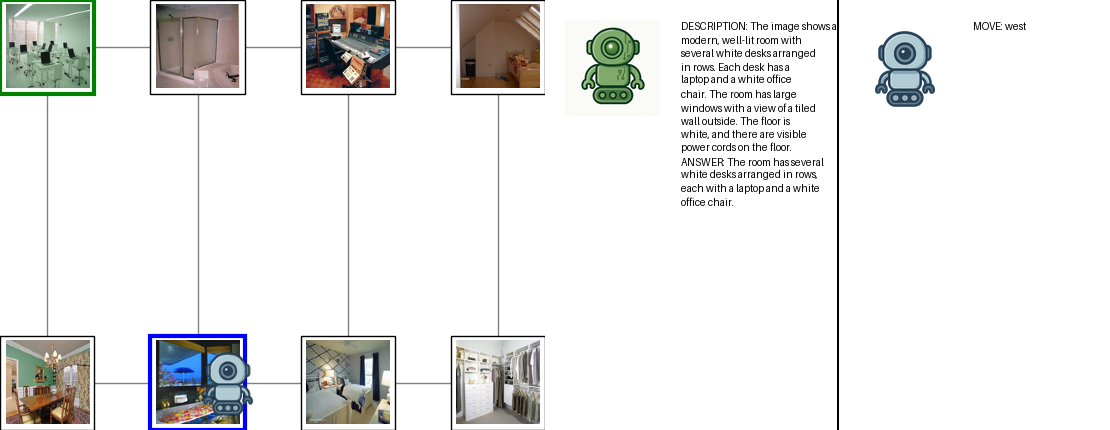 DESCRIPTION: The image shows a
modern, well-lit room with
several white desks arranged
in rows. Each desk has a
laptop and a white office
chair. The room has large
windows with a view of a tiled
wall outside. The floor is
white, and there are visible
power cords on the floor.
ANSWER: The room has several
white desks arranged in rows,
each with a laptop and a white
office chair.
MOVE: west